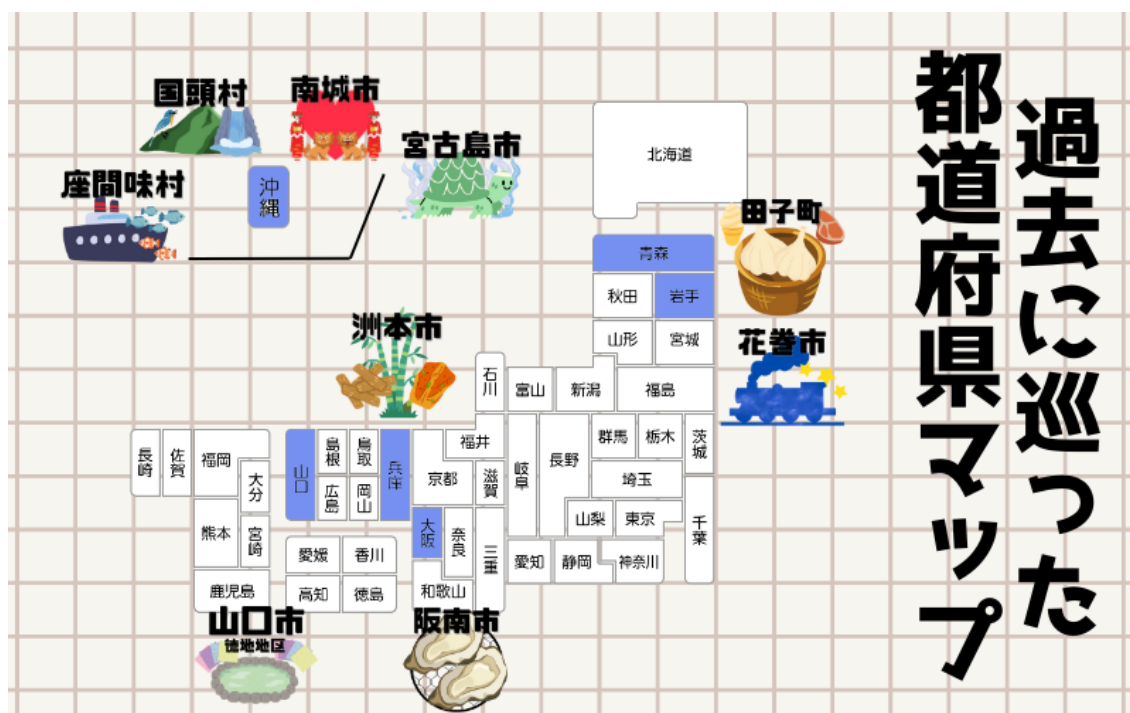 過去に巡った
都道府県マップ
国頭村
南城市
宮古島市
座間味村
沖縄
北海道
田子町
青森
秋田
岩手
山形
宮城
花巻市
洲本市
石川
富山
新潟
福島
福井
群馬
栃木
茨城
長崎
佐賀
福岡
大分
山口
島根
鳥取
兵庫
京都
滋賀
岐阜
長野
埼玉
広島
岡山
熊本
宮崎
大阪
奈良
三重
山梨
東京
千葉
愛媛
香川
愛知
静岡
神奈川
鹿児島
高知
徳島
和歌山
山口市
徳地地区
阪南市